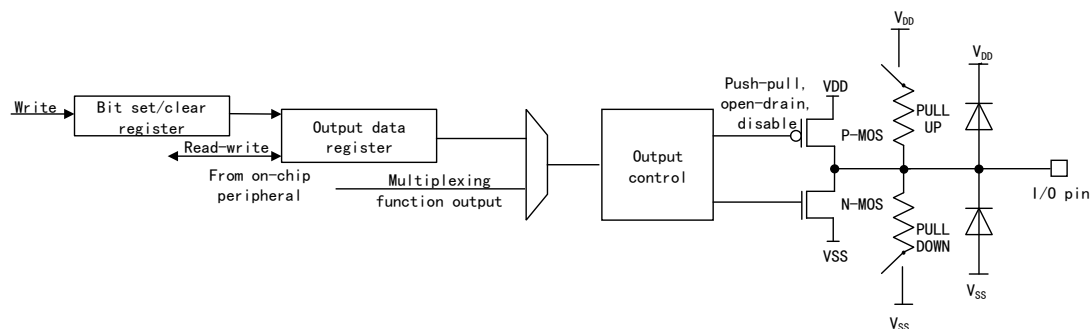 Write
Bit set/clear
register
Read-write
From on-chip
peripheral
Output data
register
Multiplexing
function output
Output
control
Push-pull,
open-drain,
disable
VDD
P-MOS
N-MOS
VSS
VDD
PULL
UP
PULL
DOWN
VSS
VDD
VSS
I/O pin